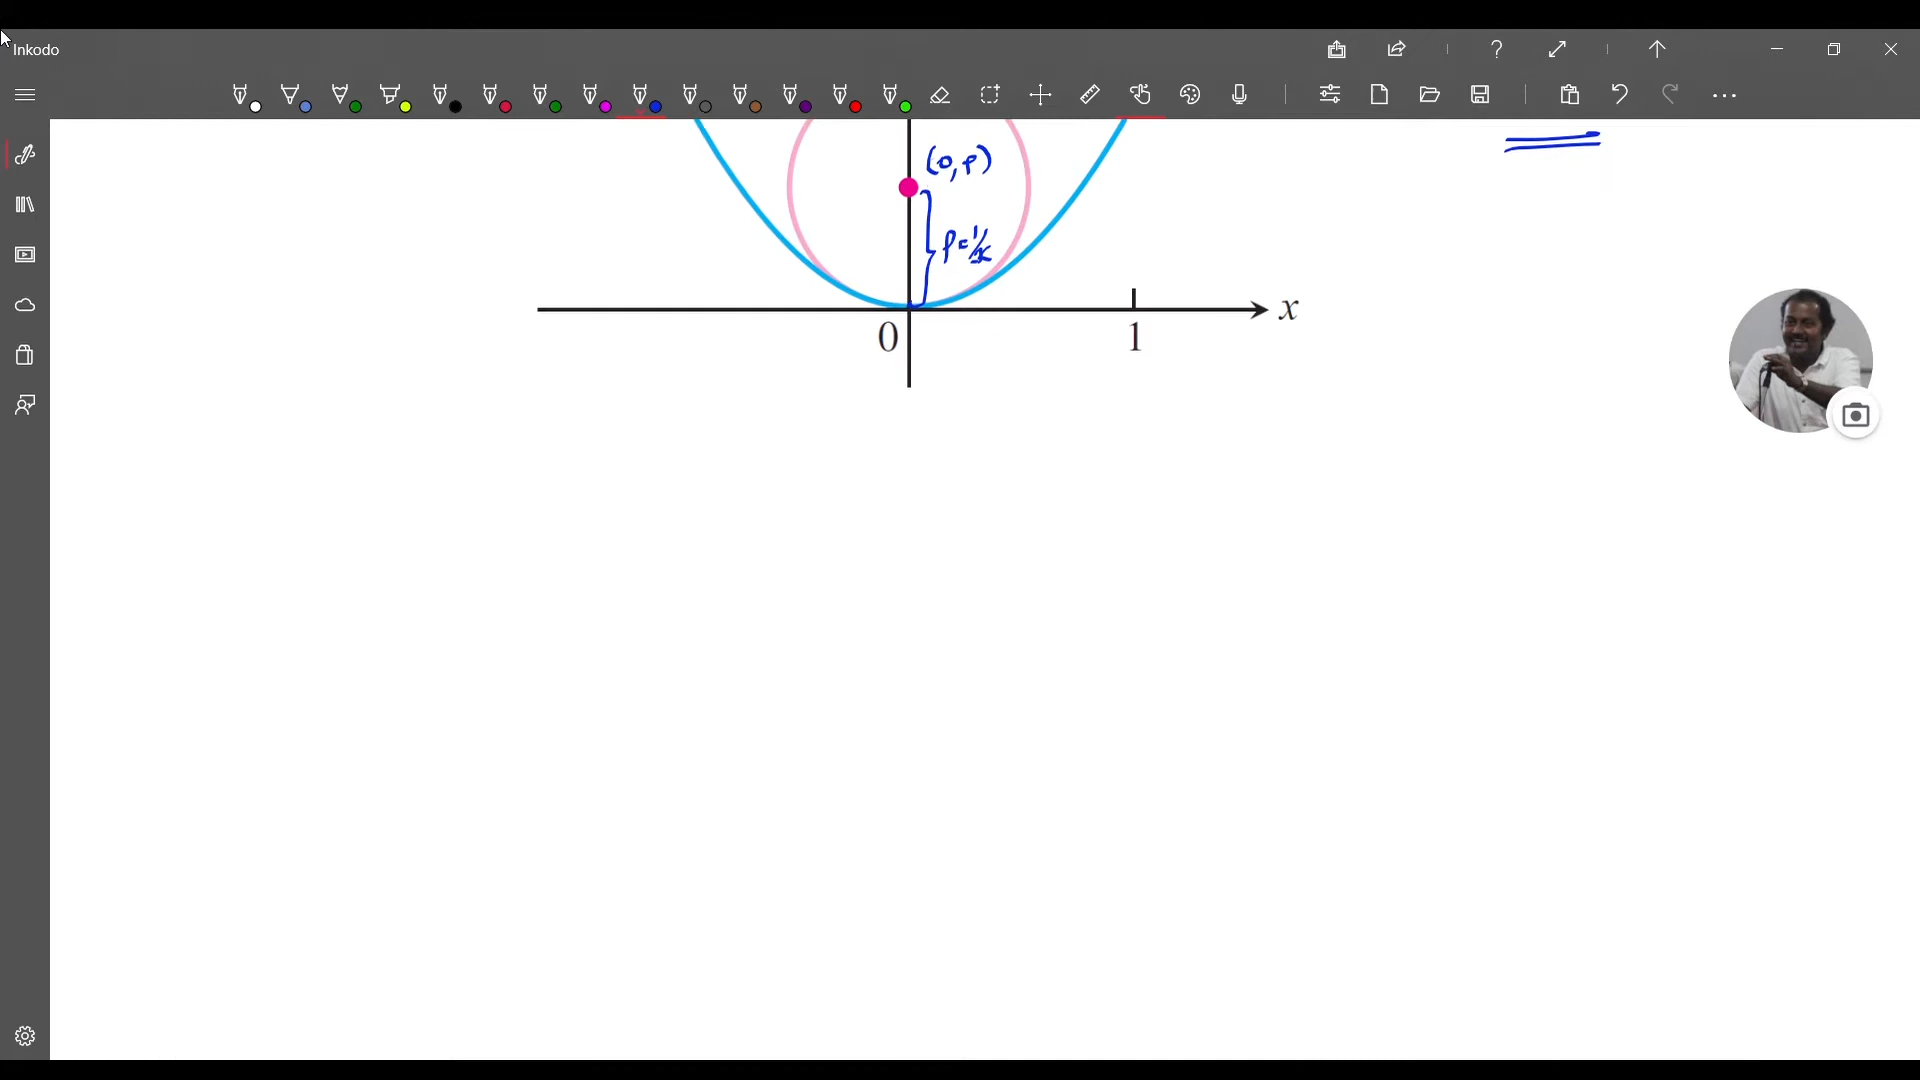 Inkodo
(0, ρ)
ρ = 1/κ
x
0
1